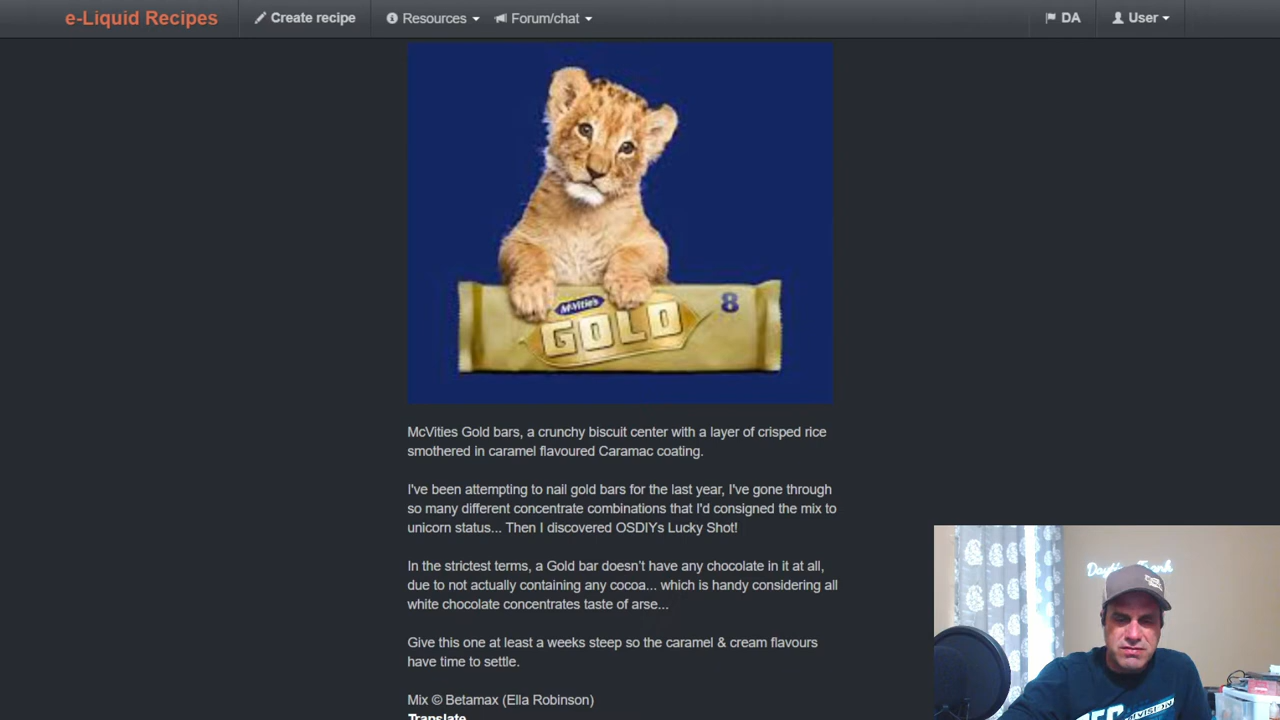 e-Liquid Recipes Create recipe Resources Forum/chat DA User
McVitie's
8
GOLD
McVities Gold bars, a crunchy biscuit center with a layer of crisped rice
smothered in caramel flavoured Caramac coating.
I've been attempting to nail gold bars for the last year, I've gone through
so many different concentrate combinations that I'd consigned the mix to
unicorn status... Then I discovered OSDIYs Lucky Shot!
In the strictest terms, a Gold bar doesn't have any chocolate in it at all,
due to not actually containing any cocoa... which is handy considering all
white chocolate concentrates taste of arse...
Give this one at least a weeks steep so the caramel & cream flavours
have time to settle.
Mix © Betamax (Ella Robinson)
Translate
DIVISION